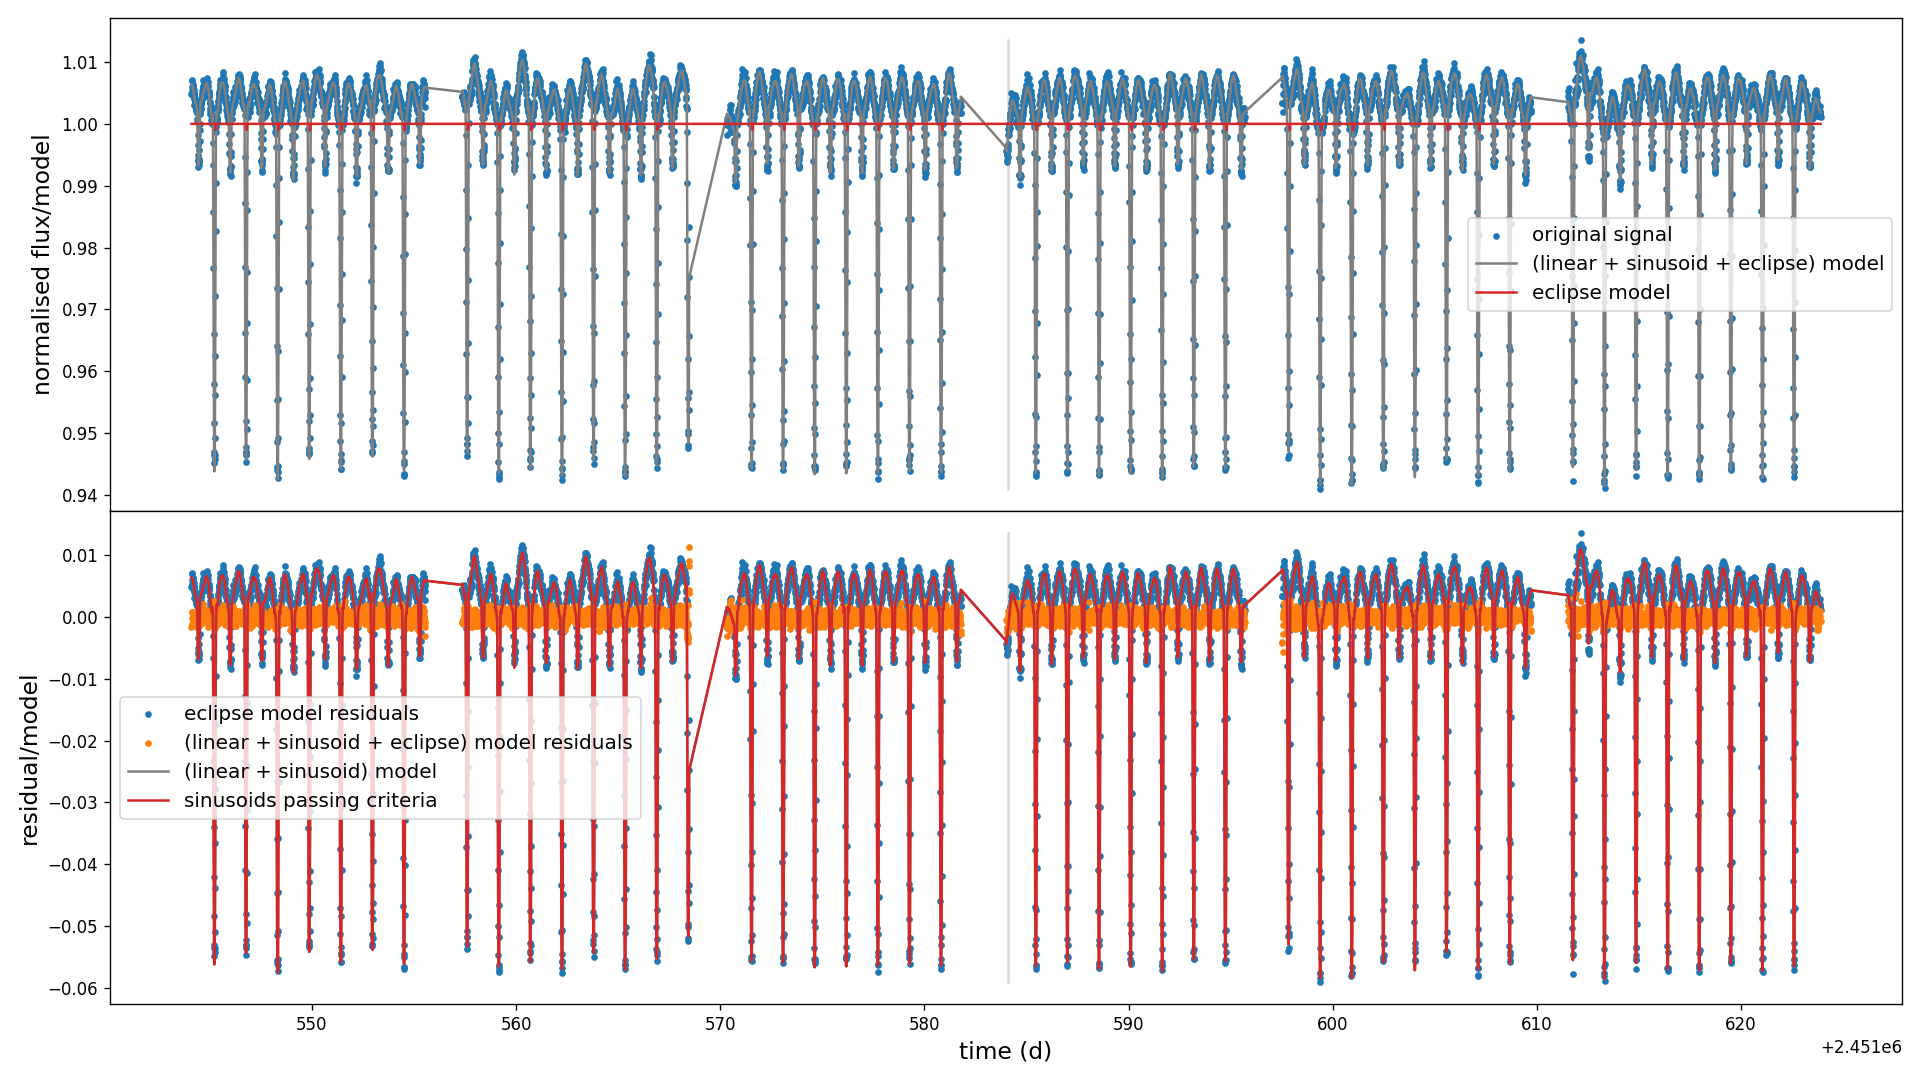 1.01
1.00
0.99
0.98
0.97
0.96
0.95
0.94
normalised flux/model
original signal
(linear + sinusoid + eclipse) model
eclipse model
0.01
0.00
−0.01
−0.02
−0.03
−0.04
−0.05
−0.06
residual/model
eclipse model residuals
(linear + sinusoid + eclipse) model residuals
(linear + sinusoid) model
sinusoids passing criteria
550 560 570 580 590 600 610 620
time (d)
+2.451e6